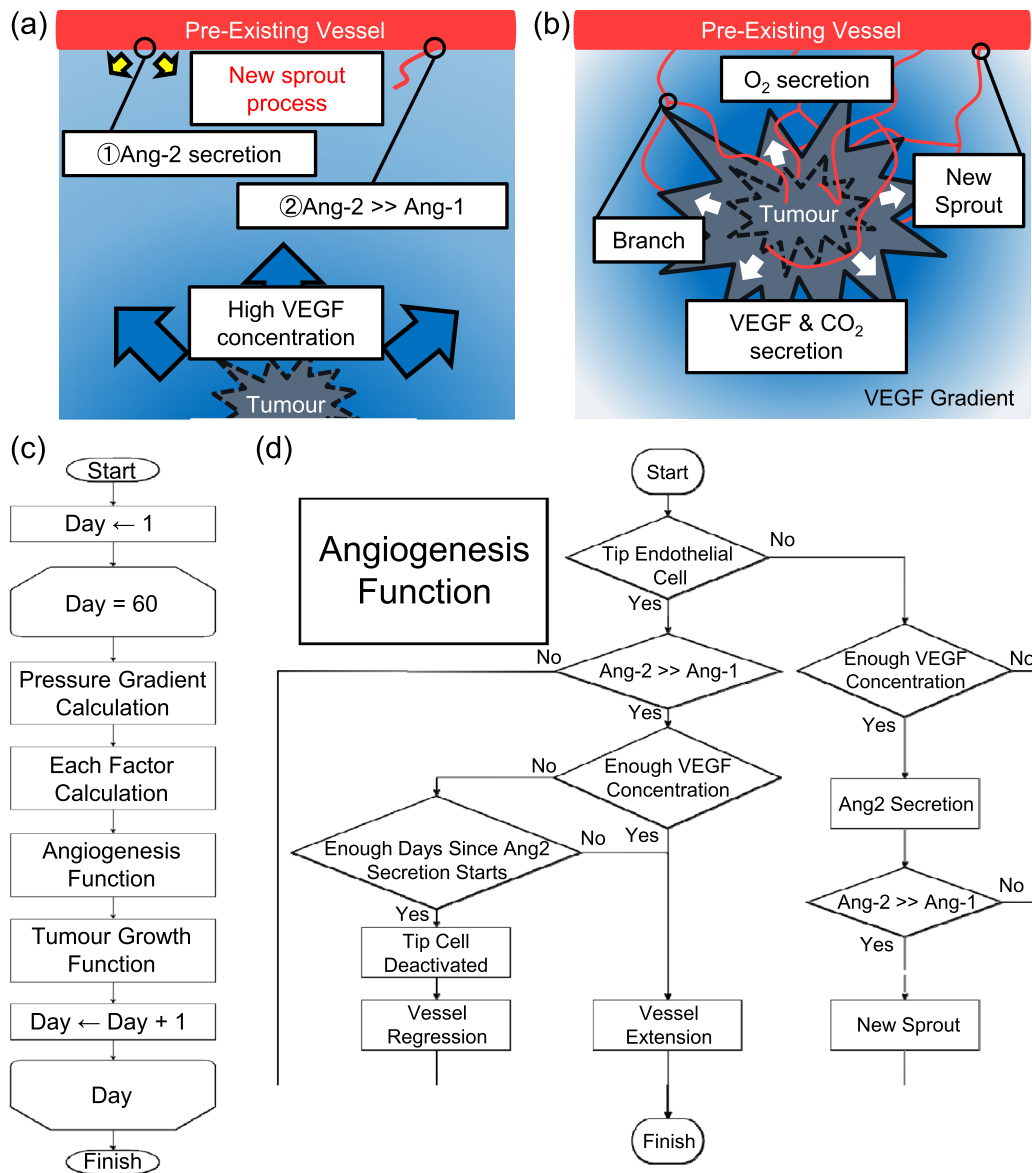 (a)
Pre-Existing Vessel
New sprout
process
①Ang-2 secretion
②Ang-2 >> Ang-1
High VEGF
concentration
Tumour
(b)
Pre-Existing Vessel
O₂ secretion
New
Sprout
Tumour
Branch
VEGF & CO₂
secretion
VEGF Gradient
(c)
Start
Day ← 1
Day = 60
Pressure Gradient
Calculation
Each Factor
Calculation
Angiogenesis
Function
Tumour Growth
Function
Day ← Day + 1
Day
Finish
(d)
Angiogenesis
Function
Start
Tip Endothelial
Cell
No
Yes
Ang-2 >> Ang-1
No
Yes
Enough VEGF
Concentration
No
Yes
Enough VEGF
Concentration
No
Yes
Enough Days Since Ang2
Secretion Starts
No
Yes
Ang2 Secretion
Ang-2 >> Ang-1
No
Yes
Tip Cell
Deactivated
Vessel
Regression
Vessel
Extension
New Sprout
Finish